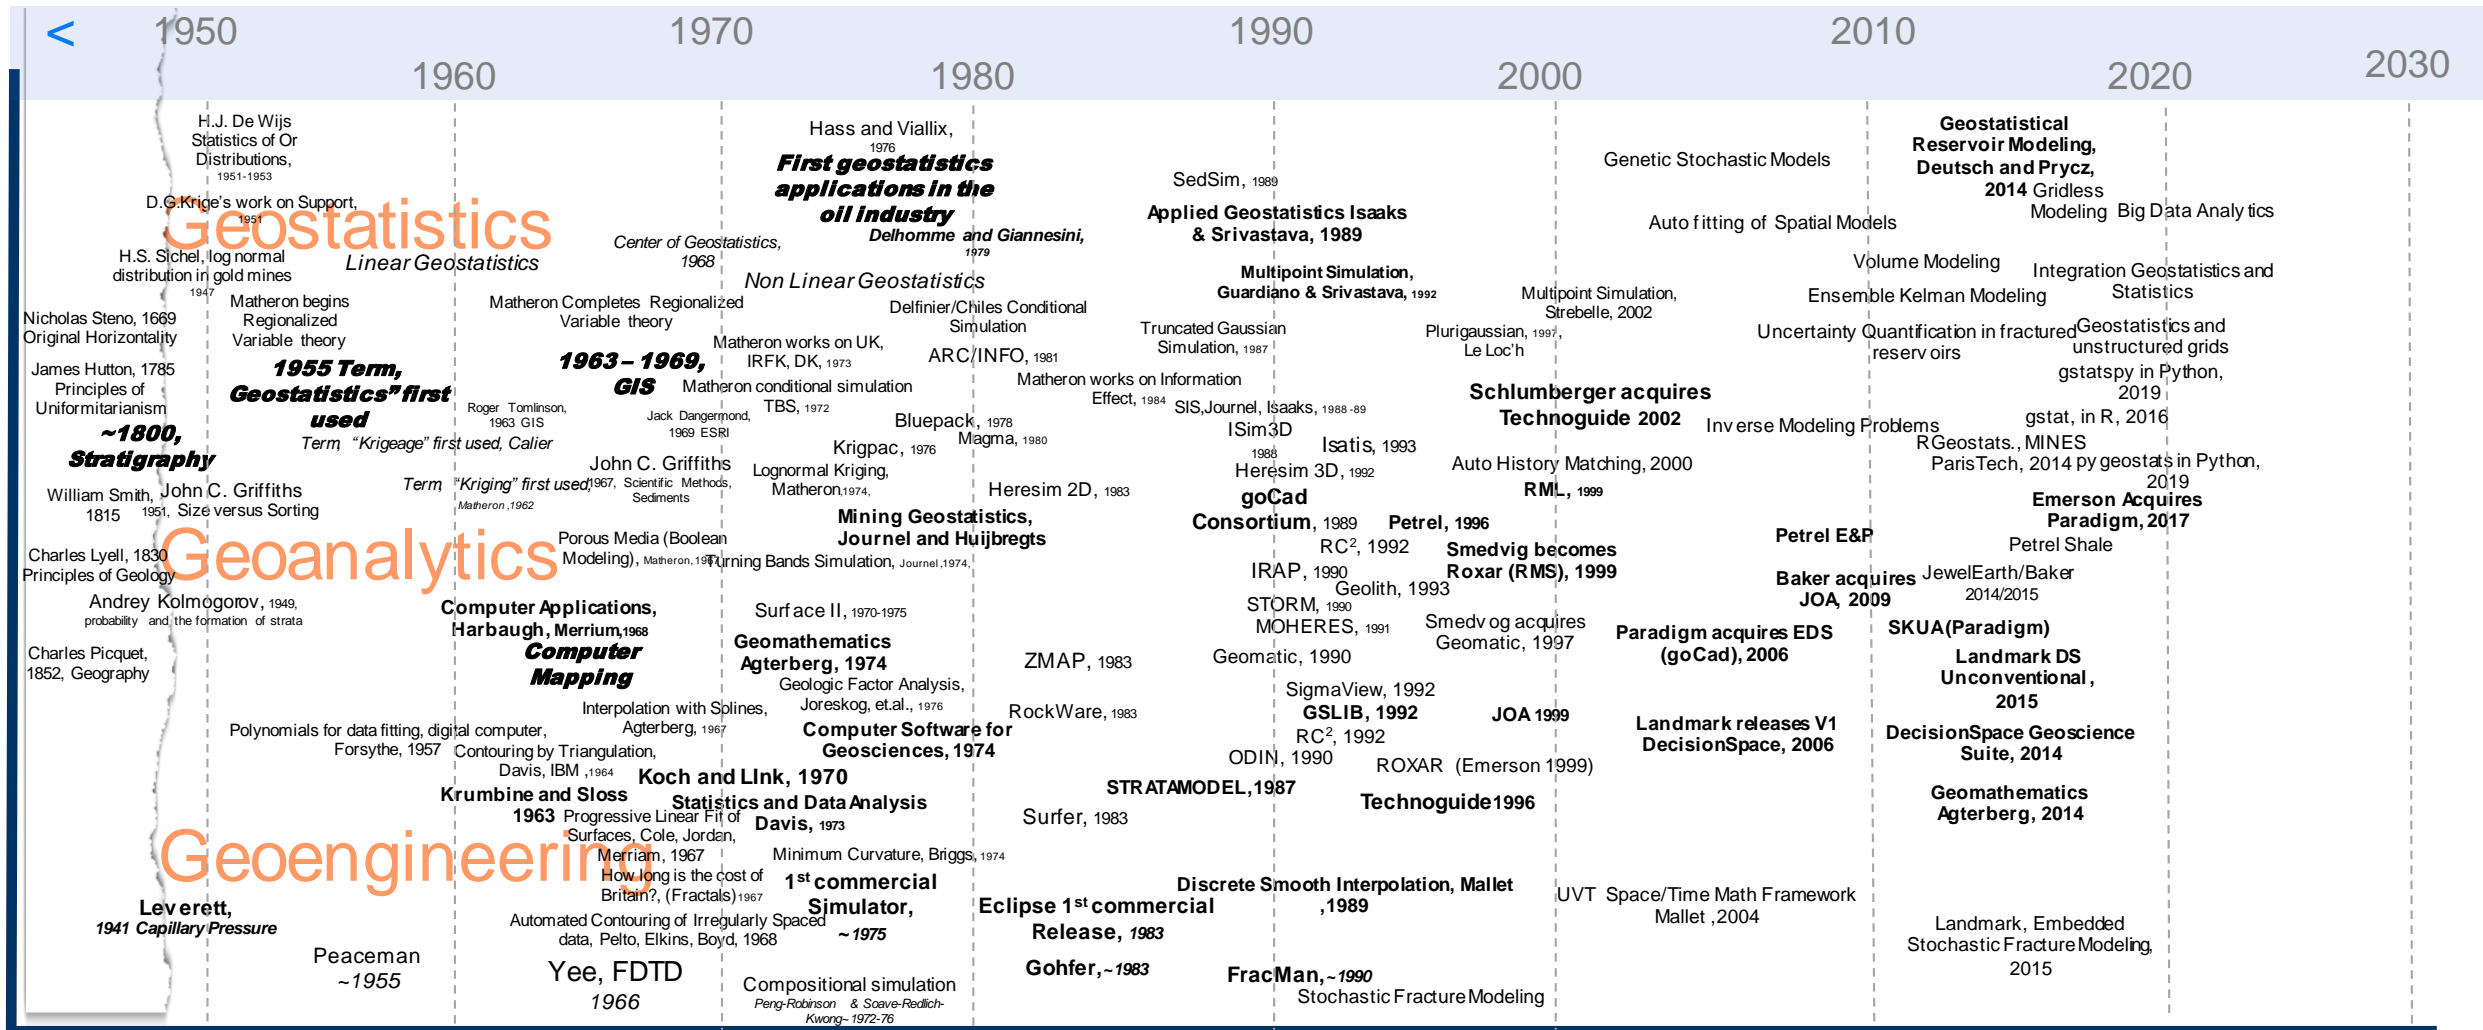 <
1950
1970
1990
2010
1960
1980
2000
2020
2030
H.J. De Wijs
Statistics of Or
Distributions,
1951-1953
D.G.Krige's work on Support,
1951
Geostatistics
H.S. Sichel, log normal
distribution in gold mines
1947
Linear Geostatistics
Nicholas Steno, 1669
Original Horizontality
Matheron begins
Regionalized
Variable theory
James Hutton, 1785
Principles of
Uniformitarianism
1955 Term,
Geostatistics" first
used
~1800,
Stratigraphy
Term, "Krigeage" first used, Calier
William Smith,
1815
John C. Griffiths
1951, Size versus Sorting
Term, "Kriging" first used,
Matheron ,1962
Charles Lyell, 1830
Principles of Geology
Geoanalytics
Andrey Kolmogorov, 1949,
probability and the formation of strata
Charles Picquet,
1852, Geography
Polynomials for data fitting, digital computer,
Forsythe, 1957
Geoengineering
Leverett,
1941 Capillary Pressure
Peaceman
~1955
Center of Geostatistics,
1968
Matheron Completes Regionalized
Variable theory
1963 – 1969,
GIS
Roger Tomlinson,
1963 GIS
Jack Dangermond,
1969 ESRI
John C. Griffiths
1967, Scientific Methods,
Sediments
Porous Media (Boolean
Modeling), Matheron, 1967
Computer Applications,
Harbaugh, Merrium,1968
Computer
Mapping
Interpolation with Splines,
Agterberg, 1967
Contouring by Triangulation,
Davis, IBM ,1964
Krumbine and Sloss
1963
Progressive Linear Fit of
Surfaces, Cole, Jordan,
Merriam, 1967
How long is the cost of
Britain?, (Fractals) 1967
Automated Contouring of Irregularly Spaced
data, Pelto, Elkins, Boyd, 1968
Yee, FDTD
1966
Hass and Viallix,
1976
First geostatistics
applications in the
oil industry
Delhomme and Giannesini,
1979
Non Linear Geostatistics
Delfinier/Chiles Conditional
Simulation
Matheron works on UK,
IRFK, DK, 1973
ARC/INFO, 1981
Matheron conditional simulation
TBS, 1972
Bluepack, 1978
Krigpac, 1976
Magma, 1980
Lognormal Kriging,
Matheron,1974,
Heresim 2D, 1983
Mining Geostatistics,
Journel and Huijbregts
Turning Bands Simulation, Journel,1974,
Surface II, 1970-1975
Geomathematics
Agterberg, 1974
Geologic Factor Analysis,
Joreskog, et.al., 1976
Computer Software for
Geosciences, 1974
Koch and LInk, 1970
Statistics and Data Analysis
Davis, 1973
Minimum Curvature, Briggs, 1974
1st commercial
Simulator,
~1975
Compositional simulation
Peng-Robinson & Soave-Redlich-
Kwong~1972-76
Matheron works on Information
Effect, 1984
ZMAP, 1983
RockWare, 1983
Surfer, 1983
Eclipse 1st commercial
Release, 1983
Gohfer,~1983
SedSim, 1989
Applied Geostatistics Isaaks
& Srivastava, 1989
Multipoint Simulation,
Guardiano & Srivastava, 1992
Truncated Gaussian
Simulation, 1987
SIS,Journel, Isaaks, 1988 -89
ISim3D
1988
Isatis, 1993
Heresim 3D, 1992
goCad
Consortium, 1989
Petrel, 1996
RC2, 1992
IRAP, 1990
Geolith, 1993
STORM, 1990
MOHERES, 1991
Geomatic, 1990
SigmaView, 1992
GSLIB, 1992
RC2, 1992
ODIN, 1990
STRATAMODEL,1987
Discrete Smooth Interpolation, Mallet
,1989
FracMan,~1990
Stochastic Fracture Modeling
Multipoint Simulation,
Strebelle, 2002
Plurigaussian, 1997,
Le Loc'h
Schlumberger acquires
Technoguide 2002
Auto History Matching, 2000
RML, 1999
Smedvig becomes
Roxar (RMS), 1999
Smedvog acquires
Geomatic, 1997
JOA 1999
ROXAR (Emerson 1999)
Technoguide1996
Genetic Stochastic Models
Auto fitting of Spatial Models
Volume Modeling
Ensemble Kelman Modeling
Uncertainty Quantification in fractured
reservoirs
Inverse Modeling Problems
Petrel E&P
Baker acquires
JOA, 2009
Paradigm acquires EDS
(goCad), 2006
Landmark releases V1
DecisionSpace, 2006
UVT Space/Time Math Framework
Mallet ,2004
Geostatistical
Reservoir Modeling,
Deutsch and Prycz,
2014
Gridless
Modeling
Big Data Analytics
Integration Geostatistics and
Statistics
Geostatistics and
unstructured grids
gstatspy in Python,
2019
gstat, in R, 2016
RGeostats., MINES
ParisTech, 2014
py geostats in Python,
2019
Emerson Acquires
Paradigm, 2017
Petrel Shale
JewelEarth/Baker
2014/2015
SKUA(Paradigm)
Landmark DS
Unconventional,
2015
DecisionSpace Geoscience
Suite, 2014
Geomathematics
Agterberg, 2014
Landmark, Embedded
Stochastic Fracture Modeling,
2015